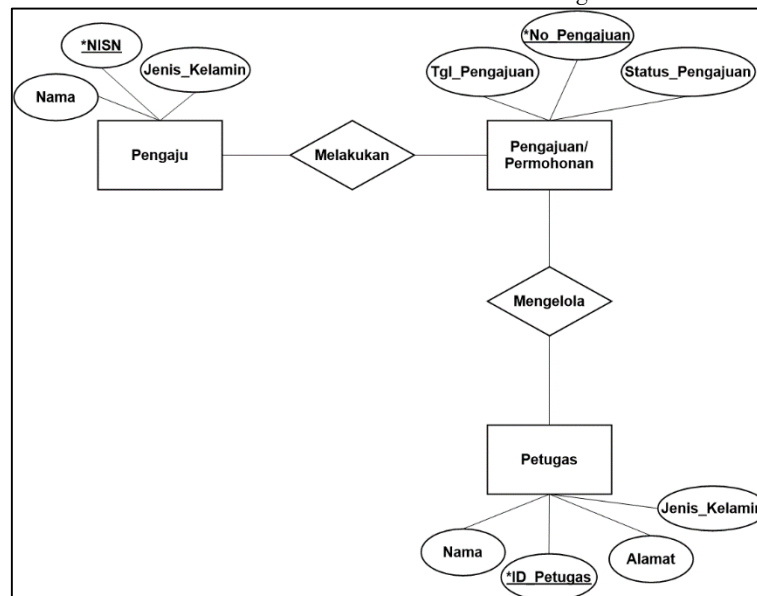 *NISN
Jenis_Kelamin
Nama
Pengaju
Melakukan
*No_Pengajuan
Tgl_Pengajuan
Status_Pengajuan
Pengajuan/
Permohonan
Mengelola
Petugas
Jenis_Kelamin
Nama
Alamat
*ID_Petugas